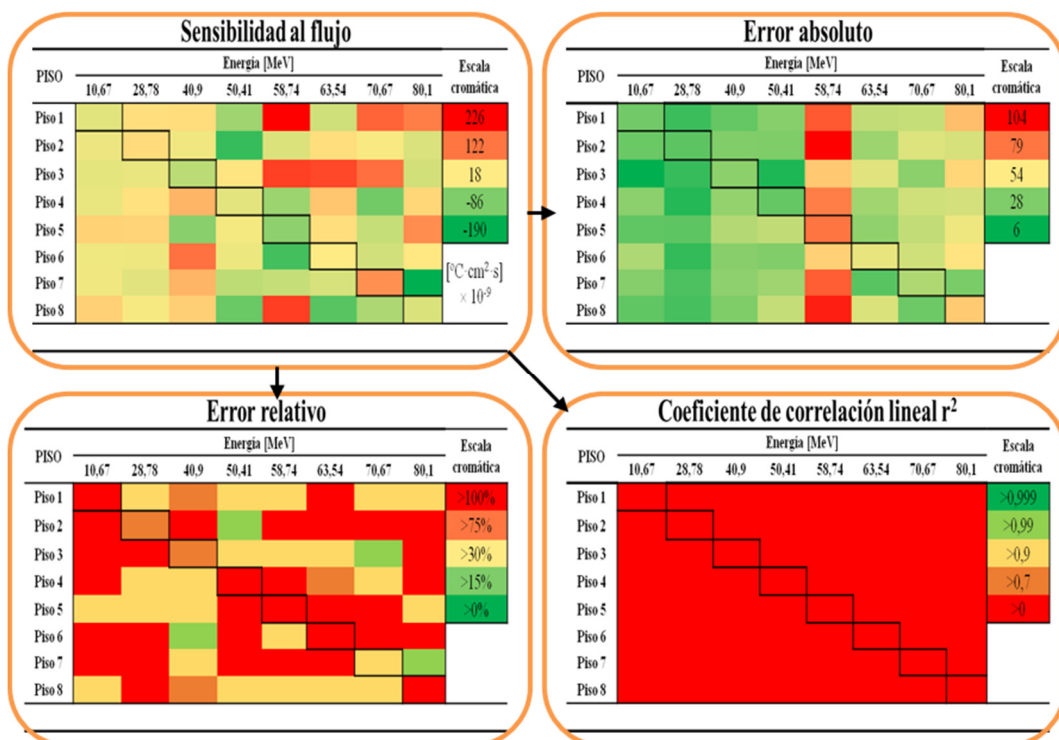 Sensibilidad al flujo
PISO
Energía [MeV]
Escala cromática
10,67 28,78 40,9 50,41 58,74 63,54 70,67 80,1
Piso 1
226
Piso 2
122
Piso 3
18
Piso 4
-86
Piso 5
-190
Piso 6
[ºC·cm²·s]
Piso 7
× 10⁻⁹
Piso 8
Error absoluto
PISO
Energía [MeV]
Escala cromática
10,67 28,78 40,9 50,41 58,74 63,54 70,67 80,1
Piso 1
104
Piso 2
79
Piso 3
54
Piso 4
28
Piso 5
6
Piso 6
Piso 7
Piso 8
Error relativo
PISO
Energía [MeV]
Escala cromática
10,67 28,78 40,9 50,41 58,74 63,54 70,67 80,1
Piso 1
>100%
Piso 2
>75%
Piso 3
>30%
Piso 4
>15%
Piso 5
>0%
Piso 6
Piso 7
Piso 8
Coeficiente de correlación lineal r²
PISO
Energía [MeV]
Escala cromática
10,67 28,78 40,9 50,41 58,74 63,54 70,67 80,1
Piso 1
>0,999
Piso 2
>0,99
Piso 3
>0,9
Piso 4
>0,7
Piso 5
>0
Piso 6
Piso 7
Piso 8